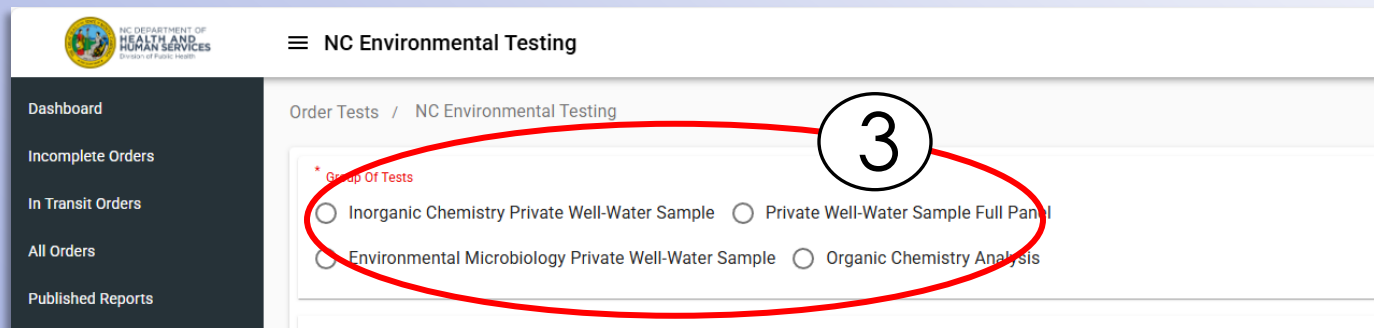 NC DEPARTMENT OF
HEALTH AND
HUMAN SERVICES
Division of Public Health
NC Environmental Testing
Dashboard
Incomplete Orders
In Transit Orders
All Orders
Published Reports
Order Tests / NC Environmental Testing
3
* Group Of Tests
Inorganic Chemistry Private Well-Water Sample Private Well-Water Sample Full Panel
Environmental Microbiology Private Well-Water Sample Organic Chemistry Analysis